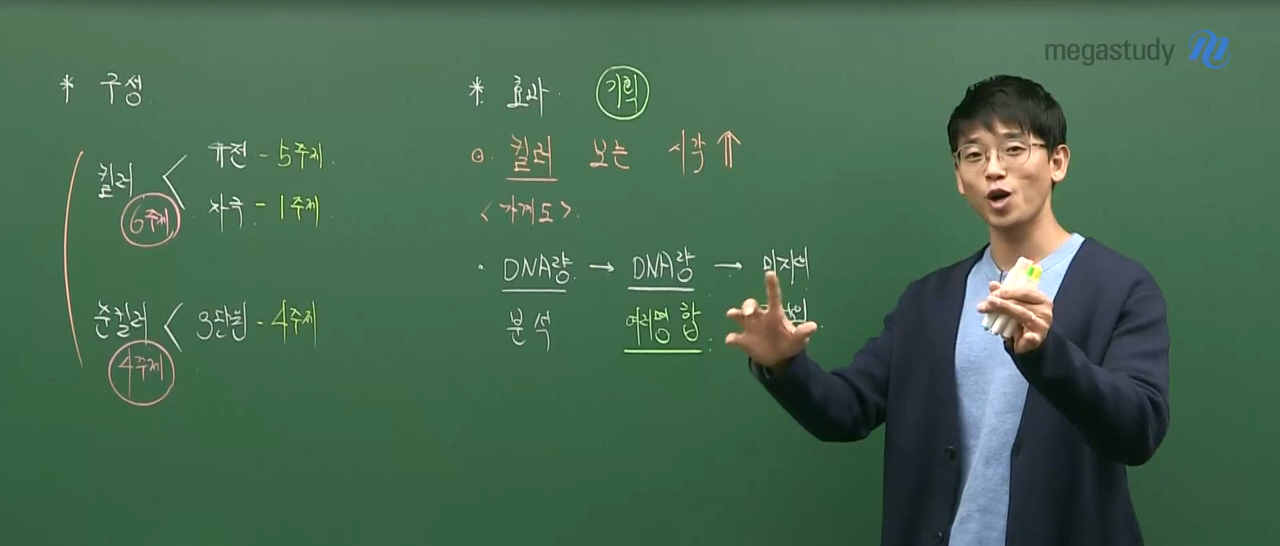 megastudy
* 구성
킬러 < 유전 - 5주제
6주제 자극 - 1주제
준킬러 < 3단원 - 4주제
4주제
* 효과 기획
⊙ 킬러 보는 시각 ⇑
<가계도>
· DNA량 → DNA량 →
분석 여러명 합